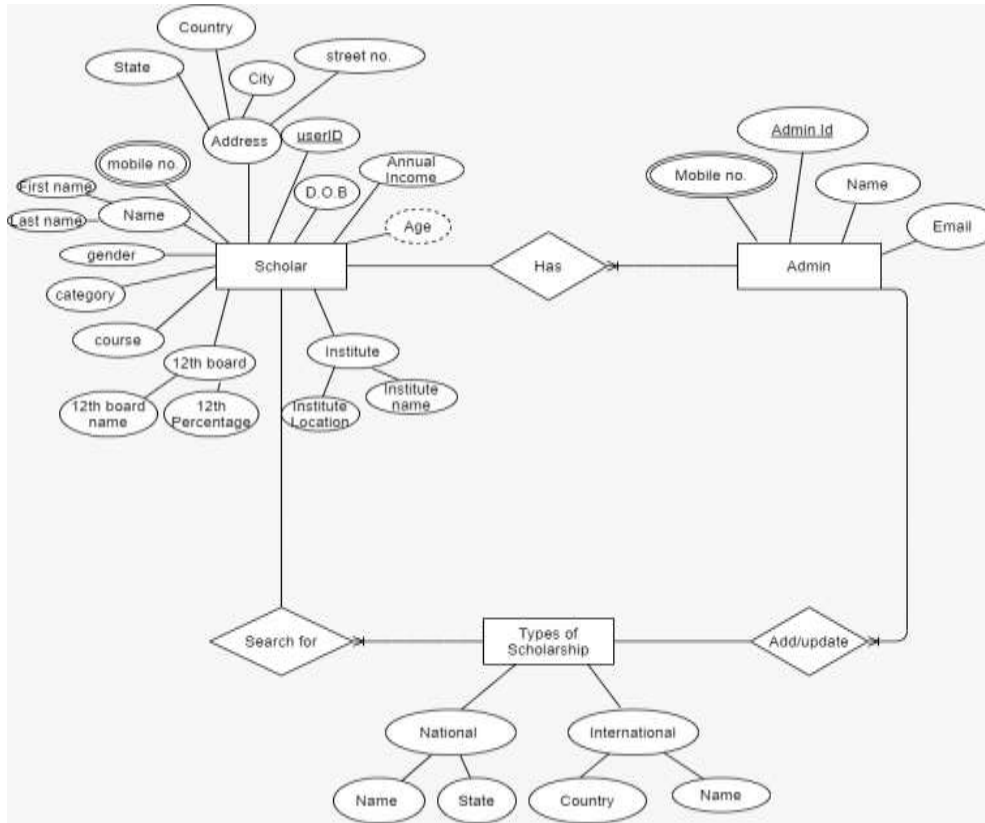 Country
State
City
street no.
Address
userID
mobile no.
Annual
Income
D.O.B
First name
Last name
Name
Age
gender
Scholar
category
course
12th board
12th board
name
12th
Percentage
Institute
Institute
Location
Institute
name
Has
Admin Id
Mobile no.
Name
Email
Admin
Search for
Types of
Scholarship
Add/update
National
International
Name
State
Country
Name